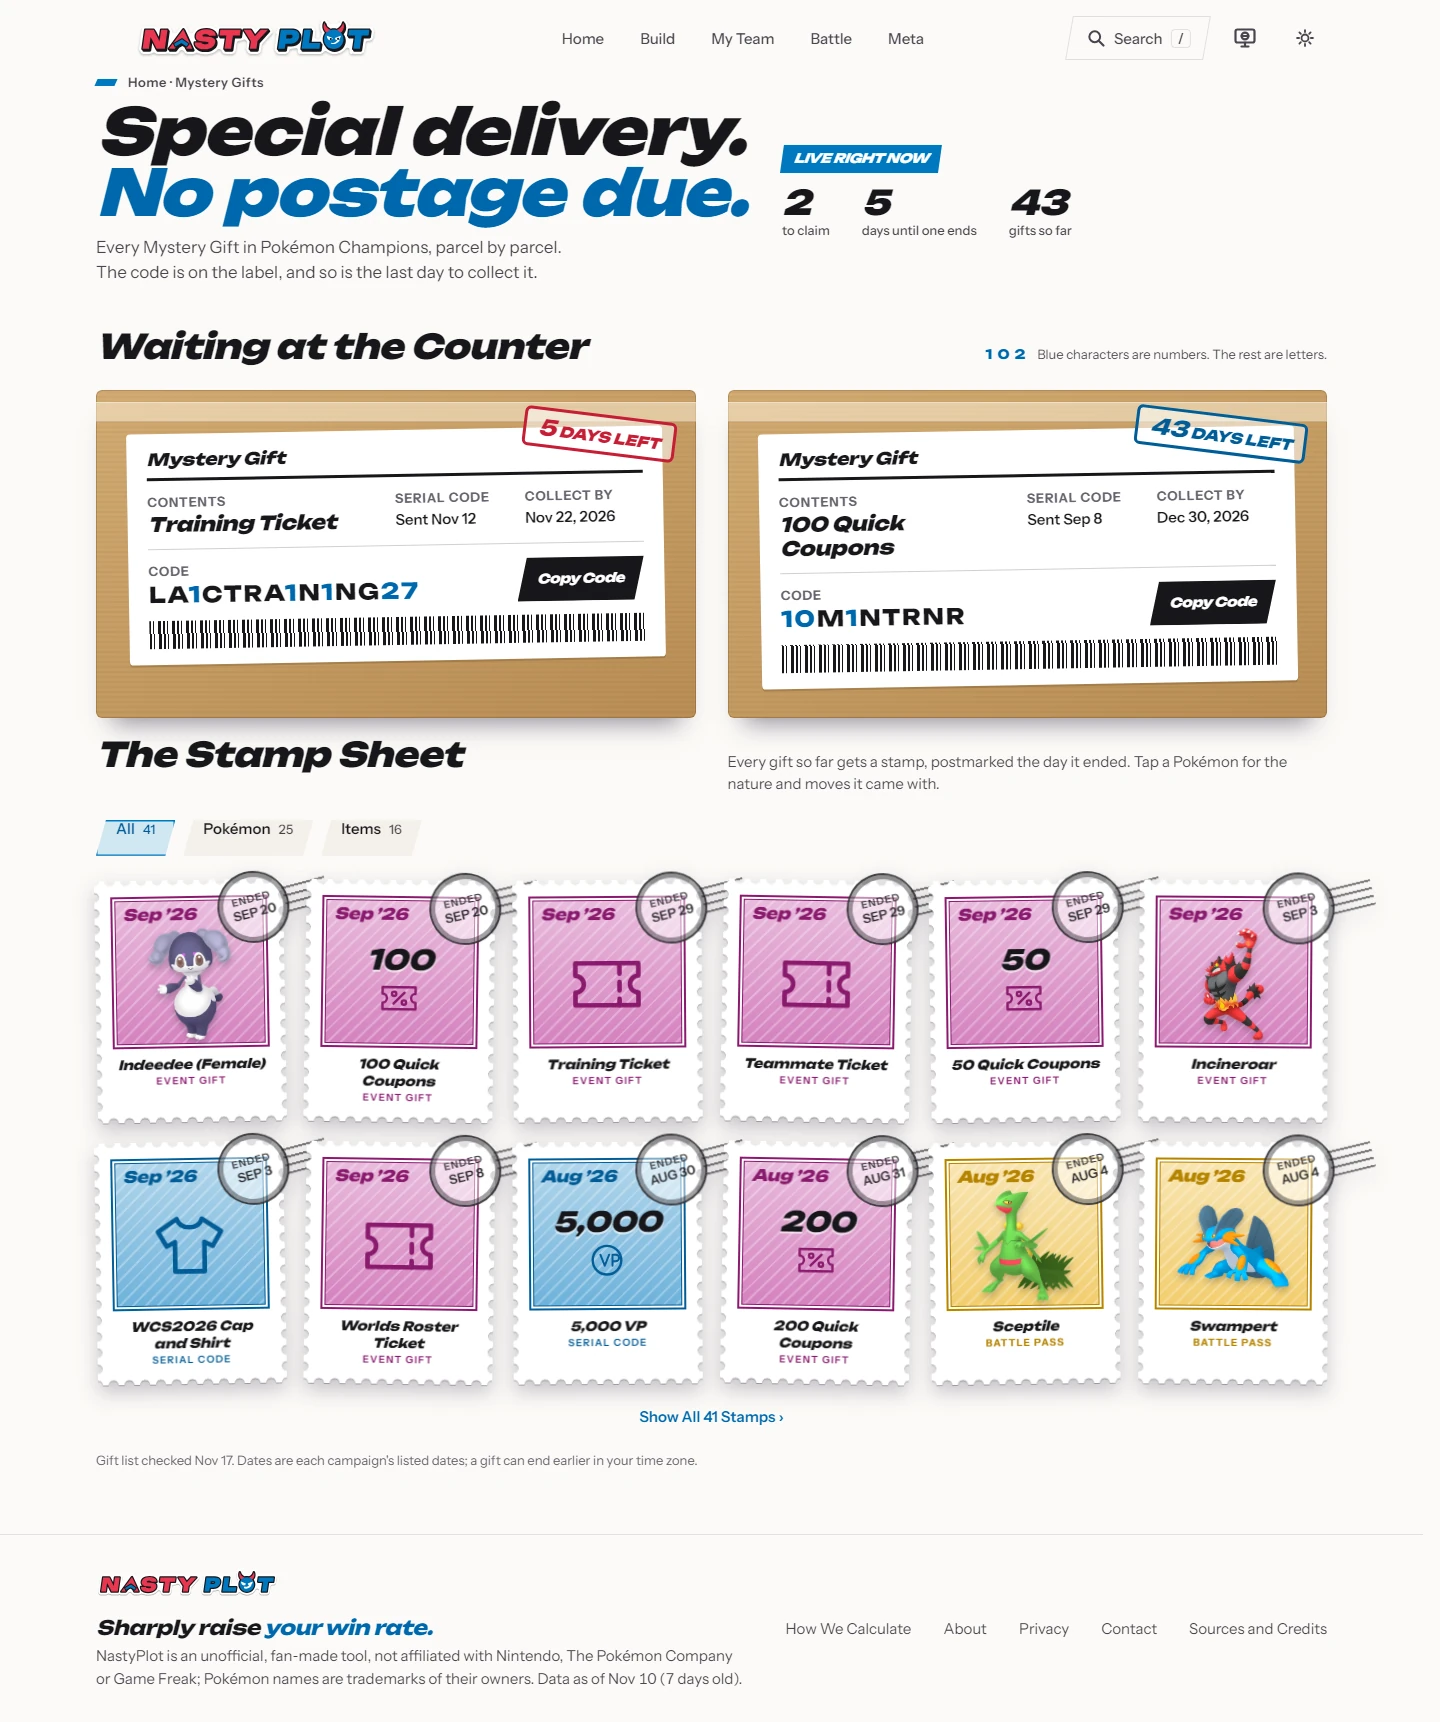 NASTY PLOT
Home
Build
My Team
Battle
Meta
Search /
Home · Mystery Gifts
Special delivery.
No postage due.
LIVE RIGHT NOW
2
to claim
5
days until one ends
43
gifts so far
Every Mystery Gift in Pokémon Champions, parcel by parcel.
The code is on the label, and so is the last day to collect it.
Waiting at the Counter
1 0 2
Blue characters are numbers. The rest are letters.
5 DAYS LEFT
Mystery Gift
CONTENTS
Training Ticket
SERIAL CODE
Sent Nov 12
COLLECT BY
Nov 22, 2026
CODE
LA1CTRA1N1NG27
Copy Code
43 DAYS LEFT
Mystery Gift
CONTENTS
100 Quick
Coupons
SERIAL CODE
Sent Sep 8
COLLECT BY
Dec 30, 2026
CODE
10M1NTRNR
Copy Code
The Stamp Sheet
Every gift so far gets a stamp, postmarked the day it ended. Tap a Pokémon for the
nature and moves it came with.
All 41
Pokémon 25
Items 16
Sep ’26
ENDED
SEP 20
Indeedee (Female)
EVENT GIFT
Sep ’26
ENDED
SEP 20
100
100 Quick
Coupons
EVENT GIFT
Sep ’26
ENDED
SEP 29
Training Ticket
EVENT GIFT
Sep ’26
ENDED
SEP 29
Teammate Ticket
EVENT GIFT
Sep ’26
ENDED
SEP 29
50
50 Quick Coupons
EVENT GIFT
Sep ’26
ENDED
SEP 3
Incineroar
EVENT GIFT
Sep ’26
ENDED
SEP 3
WCS2026 Cap
and Shirt
SERIAL CODE
Sep ’26
ENDED
SEP 8
Worlds Roster
Ticket
EVENT GIFT
Aug ’26
ENDED
AUG 30
5,000
VP
5,000 VP
SERIAL CODE
Aug ’26
ENDED
AUG 31
200
200 Quick
Coupons
EVENT GIFT
Aug ’26
ENDED
AUG 4
Sceptile
BATTLE PASS
Aug ’26
ENDED
AUG 4
Swampert
BATTLE PASS
Show All 41 Stamps ›
Gift list checked Nov 17. Dates are each campaign's listed dates; a gift can end earlier in your time zone.
NASTY PLOT
Sharply raise your win rate.
NastyPlot is an unofficial, fan-made tool, not affiliated with Nintendo, The Pokémon Company
or Game Freak; Pokémon names are trademarks of their owners. Data as of Nov 10 (7 days old).
How We Calculate
About
Privacy
Contact
Sources and Credits